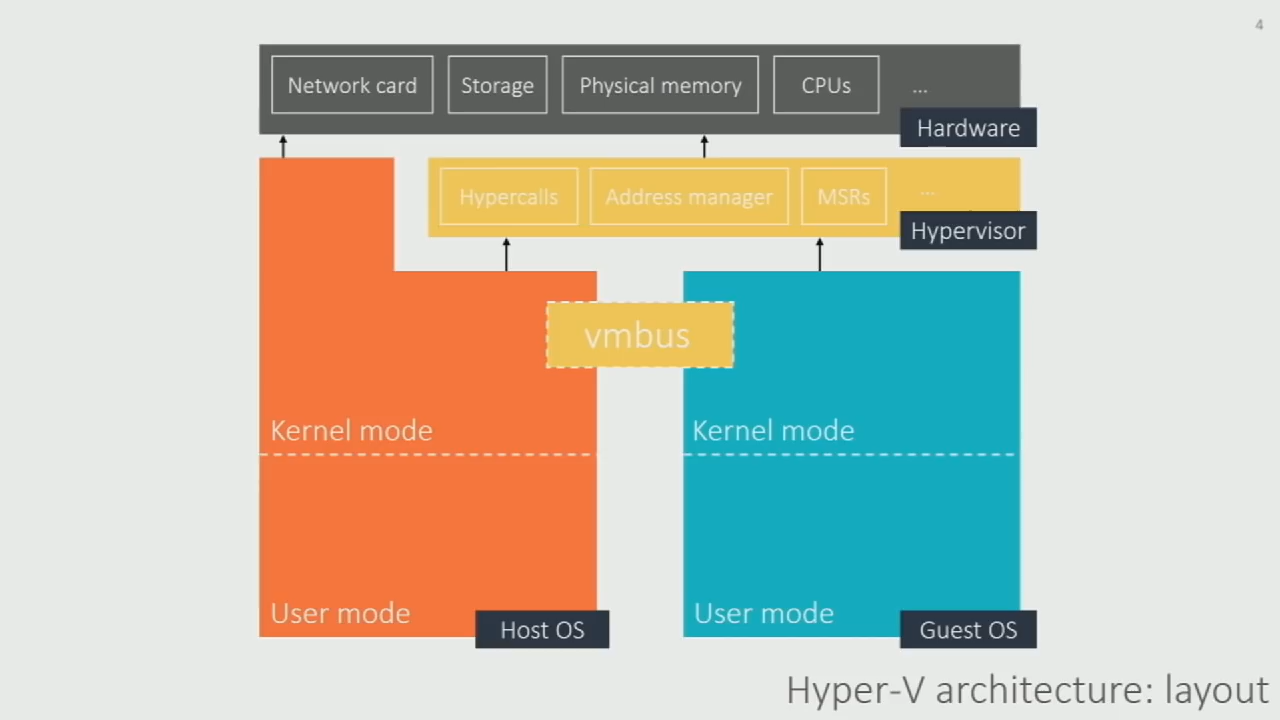 4
Network card
Storage
Physical memory
CPUs
...
Hardware
Hypercalls
Address manager
MSRs
...
Hypervisor
vmbus
Kernel mode
Kernel mode
User mode
User mode
Host OS
Guest OS
Hyper-V architecture: layout